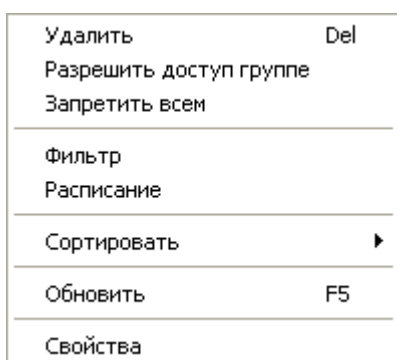 Удалить Del
Разрешить доступ группе
Запретить всем
Фильтр
Расписание
Сортировать
Обновить F5
Свойства